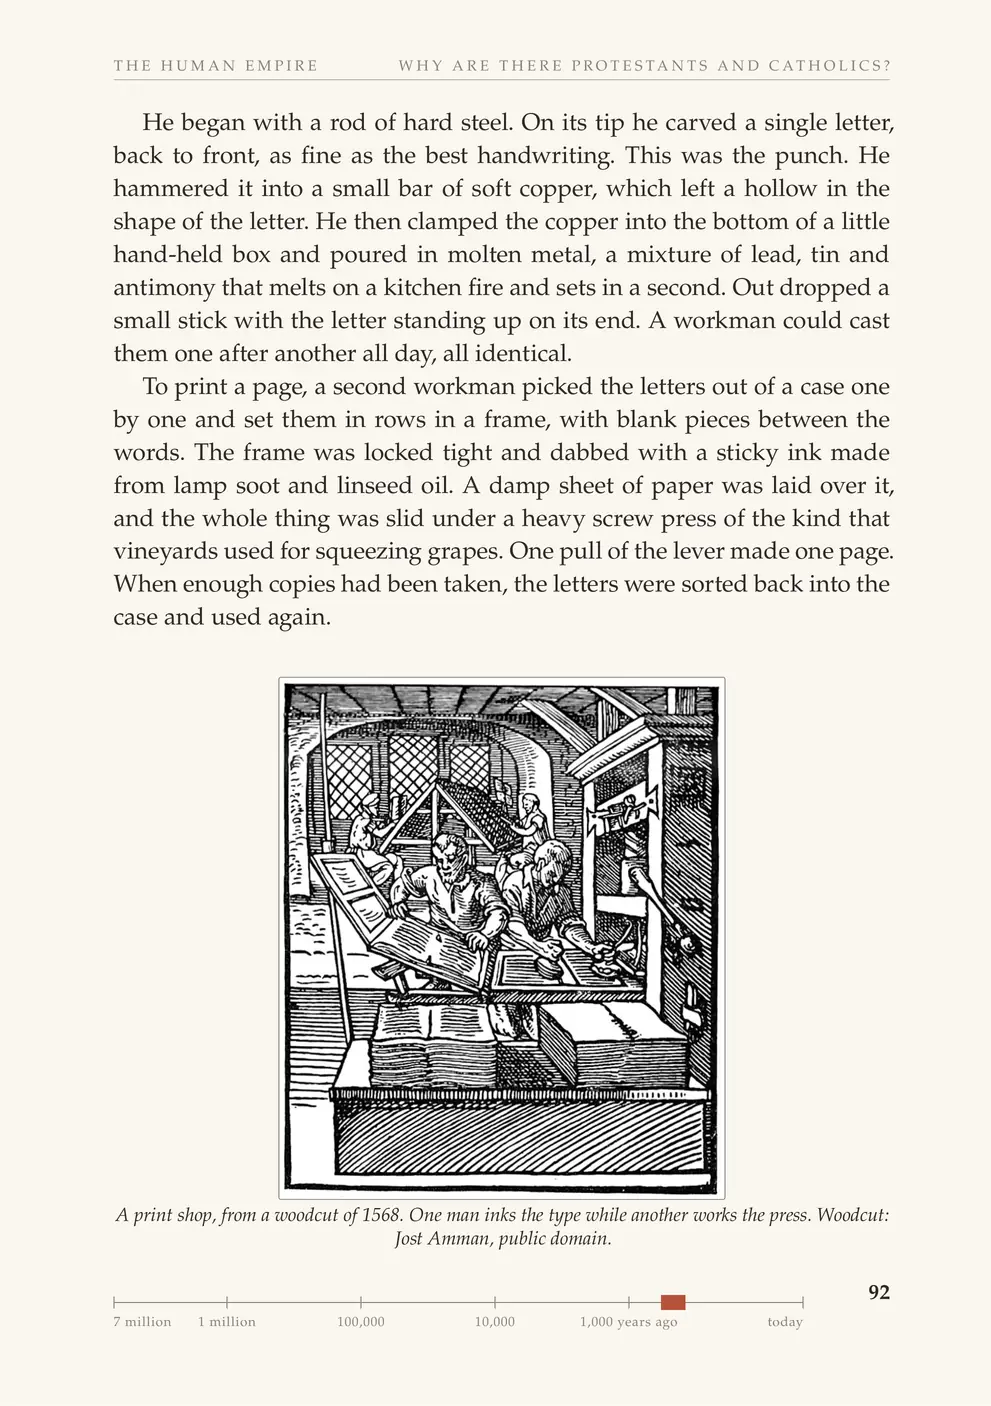 THE HUMAN EMPIRE WHY ARE THERE PROTESTANTS AND CATHOLICS?
He began with a rod of hard steel. On its tip he carved a single letter,
back to front, as fine as the best handwriting. This was the punch. He
hammered it into a small bar of soft copper, which left a hollow in the
shape of the letter. He then clamped the copper into the bottom of a little
hand-held box and poured in molten metal, a mixture of lead, tin and
antimony that melts on a kitchen fire and sets in a second. Out dropped a
small stick with the letter standing up on its end. A workman could cast
them one after another all day, all identical.
To print a page, a second workman picked the letters out of a case one
by one and set them in rows in a frame, with blank pieces between the
words. The frame was locked tight and dabbed with a sticky ink made
from lamp soot and linseed oil. A damp sheet of paper was laid over it,
and the whole thing was slid under a heavy screw press of the kind that
vineyards used for squeezing grapes. One pull of the lever made one page.
When enough copies had been taken, the letters were sorted back into the
case and used again.
A print shop, from a woodcut of 1568. One man inks the type while another works the press. Woodcut:
Jost Amman, public domain.
92
7 million 1 million 100,000 10,000 1,000 years ago today